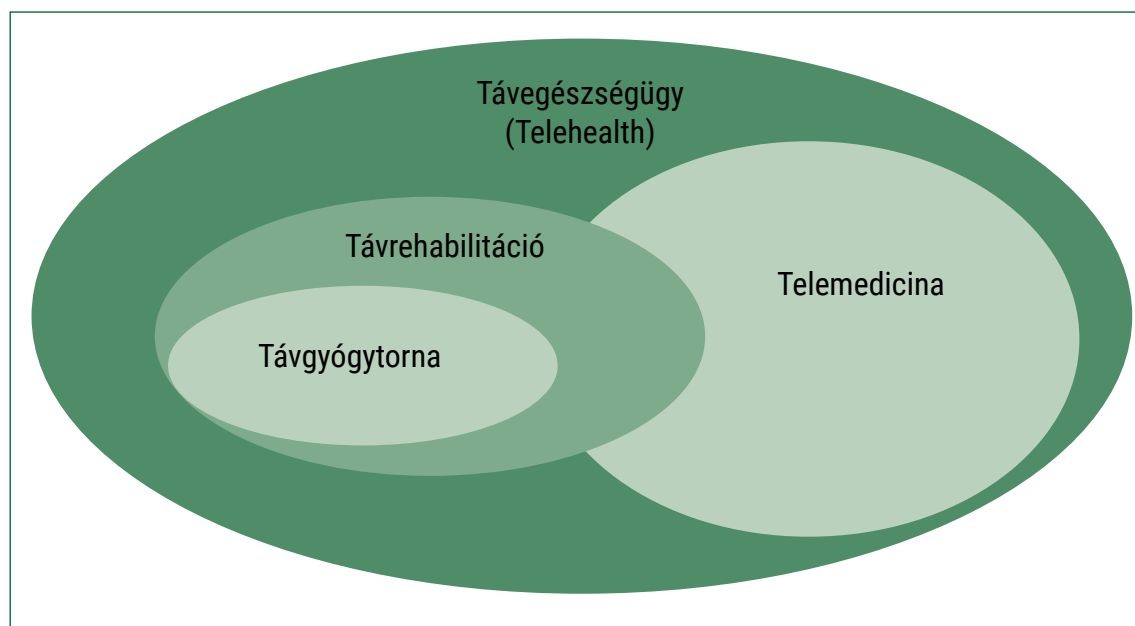 Távegészségügy
(Telehealth)
Távrehabilitáció
Telemedicina
Távgyógytorna